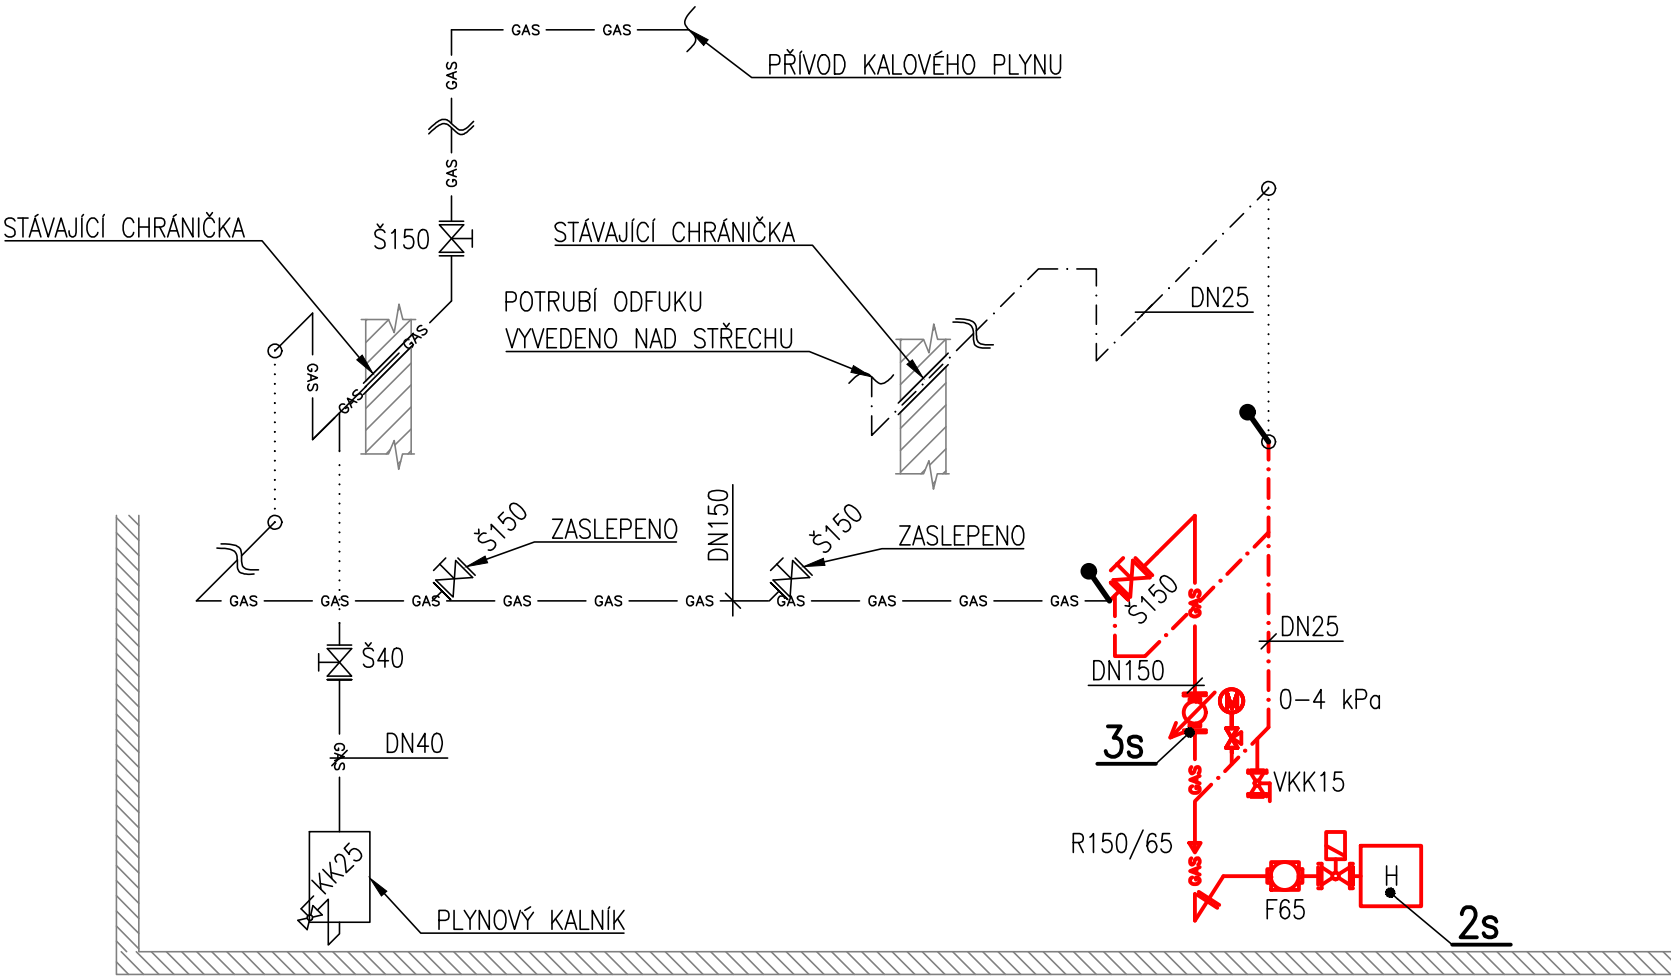 GAS GAS
PŘÍVOD KALOVÉHO PLYNU
GAS
GAS
STÁVAJÍCÍ CHRÁNIČKA
Š150
STÁVAJÍCÍ CHRÁNIČKA
POTRUBÍ ODFUKU
VYVEDENO NAD STŘECHU
DN25
GAS
GAS
GAS
Š150
ZASLEPENO
DN150
Š150
ZASLEPENO
GAS GAS GAS GAS GAS GAS GAS GAS GAS GAS
Š150
GAS
DN25
Š40
DN150
0-4 kPa
M
DN40
GAS
3s
GAS
VKK15
R150/65
GAS
KK25
H
F65
PLYNOVÝ KALNÍK
2s